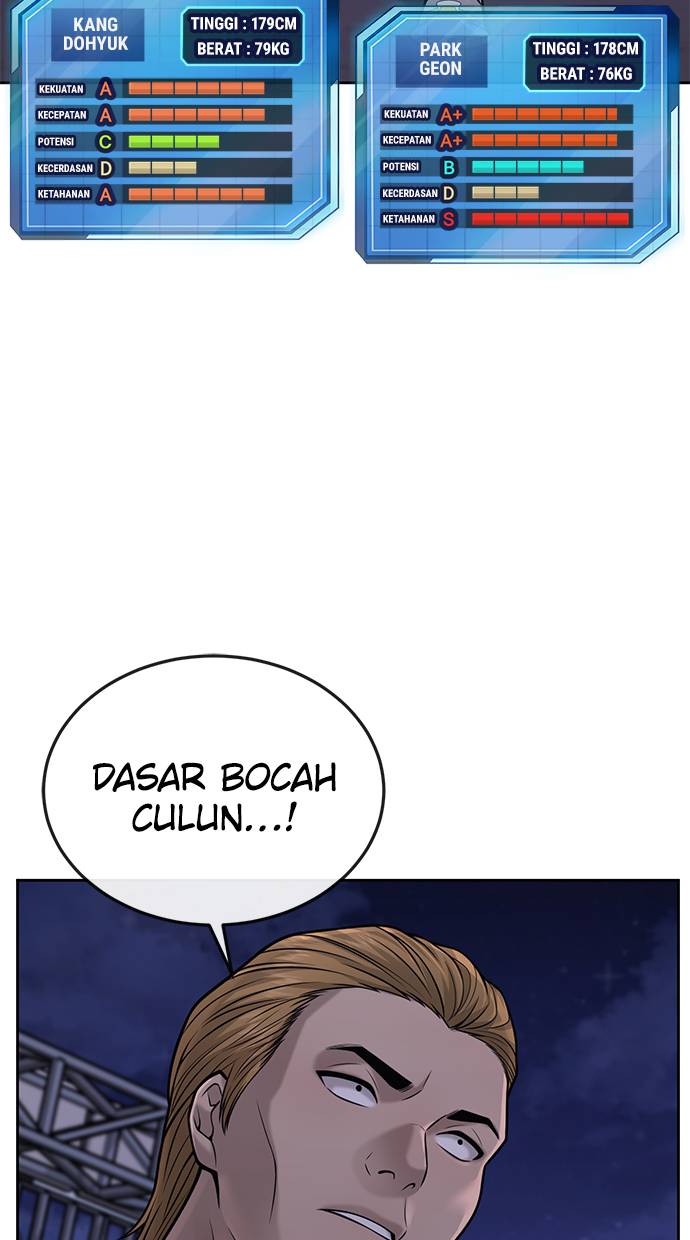 KANG
DOHYUK
TINGGI : 179CM
BERAT : 79KG
KEKUATAN A
KECEPATAN A
POTENSI C
KECERDASAN D
KETAHANAN A
PARK
GEON
TINGGI : 178CM
BERAT : 76KG
KEKUATAN A+
KECEPATAN A+
POTENSI B
KECERDASAN D
KETAHANAN S
DASAR BOCAH
CULUN...!